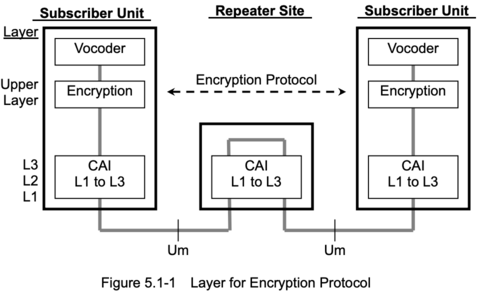 Subscriber Unit
Repeater Site
Subscriber Unit
Layer
Vocoder
Vocoder
Upper
Layer
Encryption
Encryption Protocol
Encryption
L3
L2
L1
CAI
L1 to L3
CAI
L1 to L3
CAI
L1 to L3
Um
Um
Figure 5.1-1 Layer for Encryption Protocol